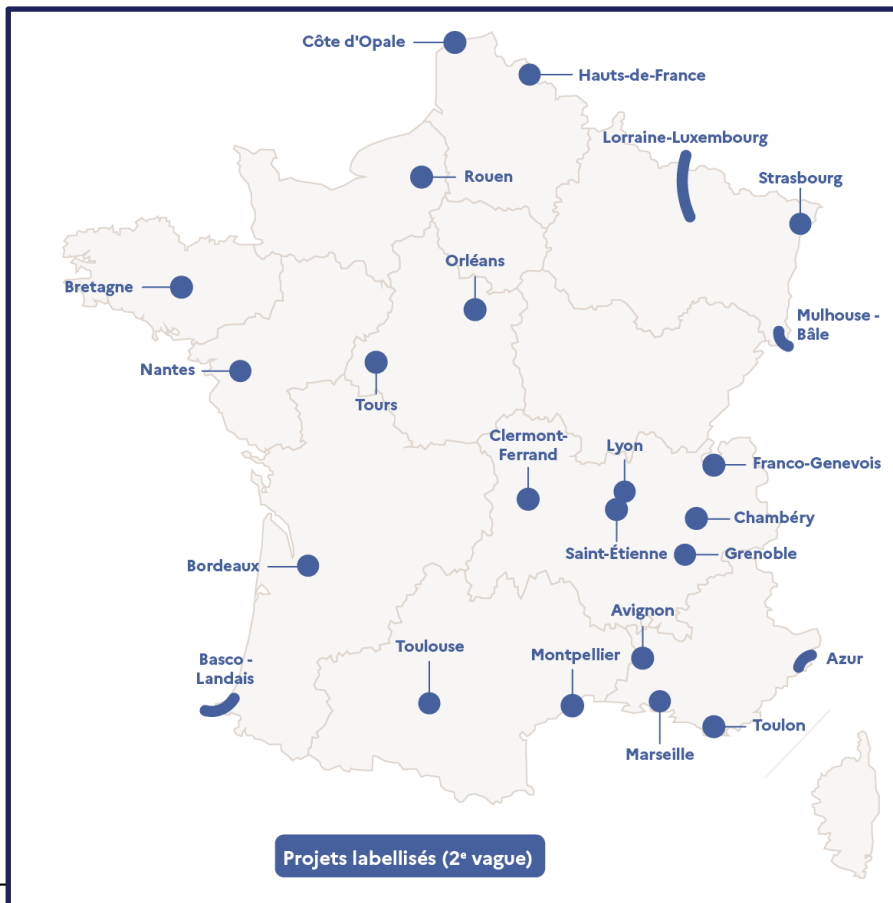 Côte d'Opale
Hauts-de-France
Lorraine-Luxembourg
Rouen
Strasbourg
Orléans
Bretagne
Mulhouse -
Bâle
Nantes
Tours
Clermont-
Ferrand
Lyon
Franco-Genevois
Chambéry
Saint-Étienne
Grenoble
Bordeaux
Avignon
Toulouse
Montpellier
Basco -
Landais
Azur
Toulon
Marseille
Projets labellisés (2ᵉ vague)